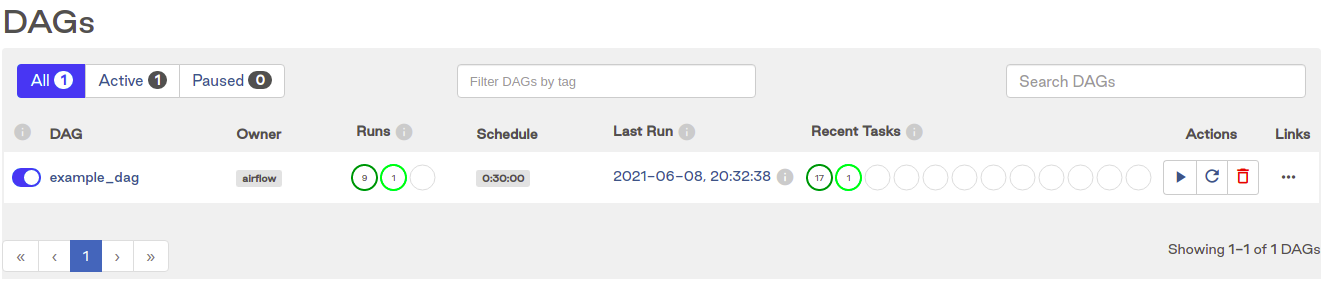 DAGs
All 1 Active 1 Paused 0 Filter DAGs by tag Search DAGs
i DAG Owner Runs i Schedule Last Run i Recent Tasks i Actions Links
example_dag airflow 9 1 0:30:00 2021-06-08, 20:32:38 i 17 1 ...
« ‹ 1 › » Showing 1-1 of 1 DAGs